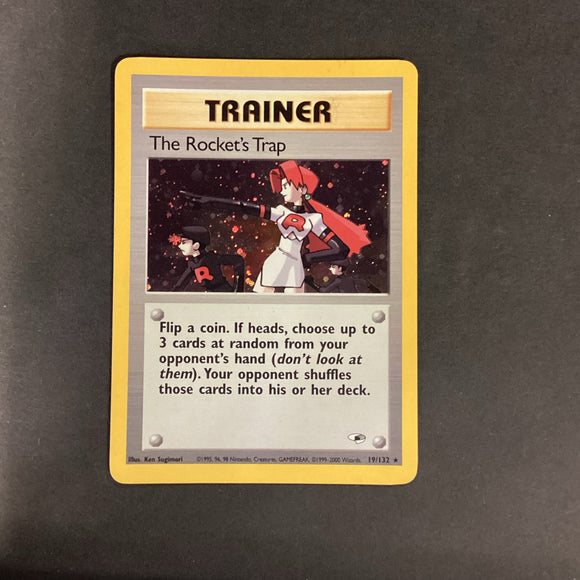 TRAINER
The Rocket's Trap
R
R
Flip a coin. If heads, choose up to
3 cards at random from your
opponent's hand (don't look at
them). Your opponent shuffles
those cards into his or her deck.
Illus. Ken Sugimori ©1995, 96, 98 Nintendo, Creatures, GAMEFREAK. ©1999-2000 Wizards. 19/132 ★